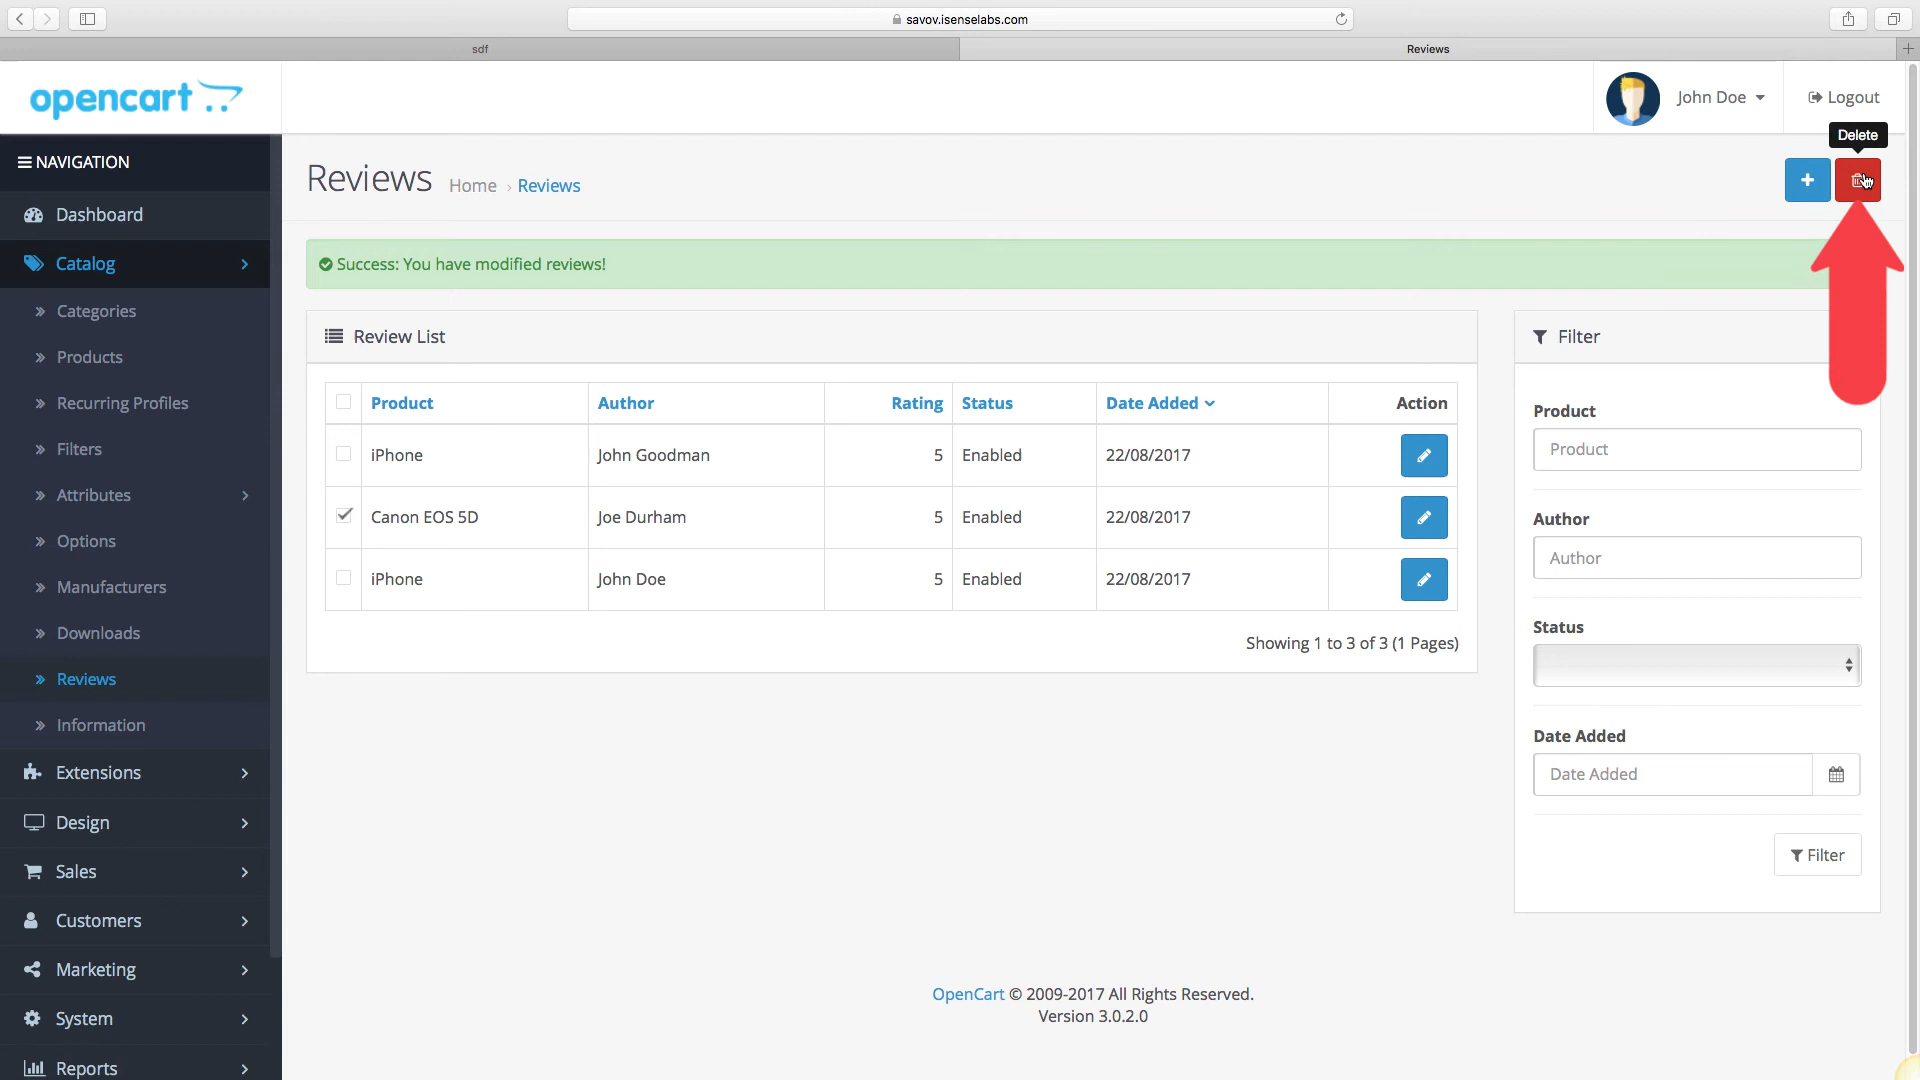 savov.isenselabs.com
sdf
Reviews
opencart
John Doe
Logout
Delete
NAVIGATION
Dashboard
Catalog
Categories
Products
Recurring Profiles
Filters
Attributes
Options
Manufacturers
Downloads
Reviews
Information
Extensions
Design
Sales
Customers
Marketing
System
Reports
Reviews Home › Reviews
Success: You have modified reviews!
Review List
Product Author Rating Status Date Added Action
iPhone John Goodman 5 Enabled 22/08/2017
Canon EOS 5D Joe Durham 5 Enabled 22/08/2017
iPhone John Doe 5 Enabled 22/08/2017
Showing 1 to 3 of 3 (1 Pages)
Filter
Product
Product
Author
Author
Status
Date Added
Date Added
Filter
OpenCart © 2009-2017 All Rights Reserved.
Version 3.0.2.0